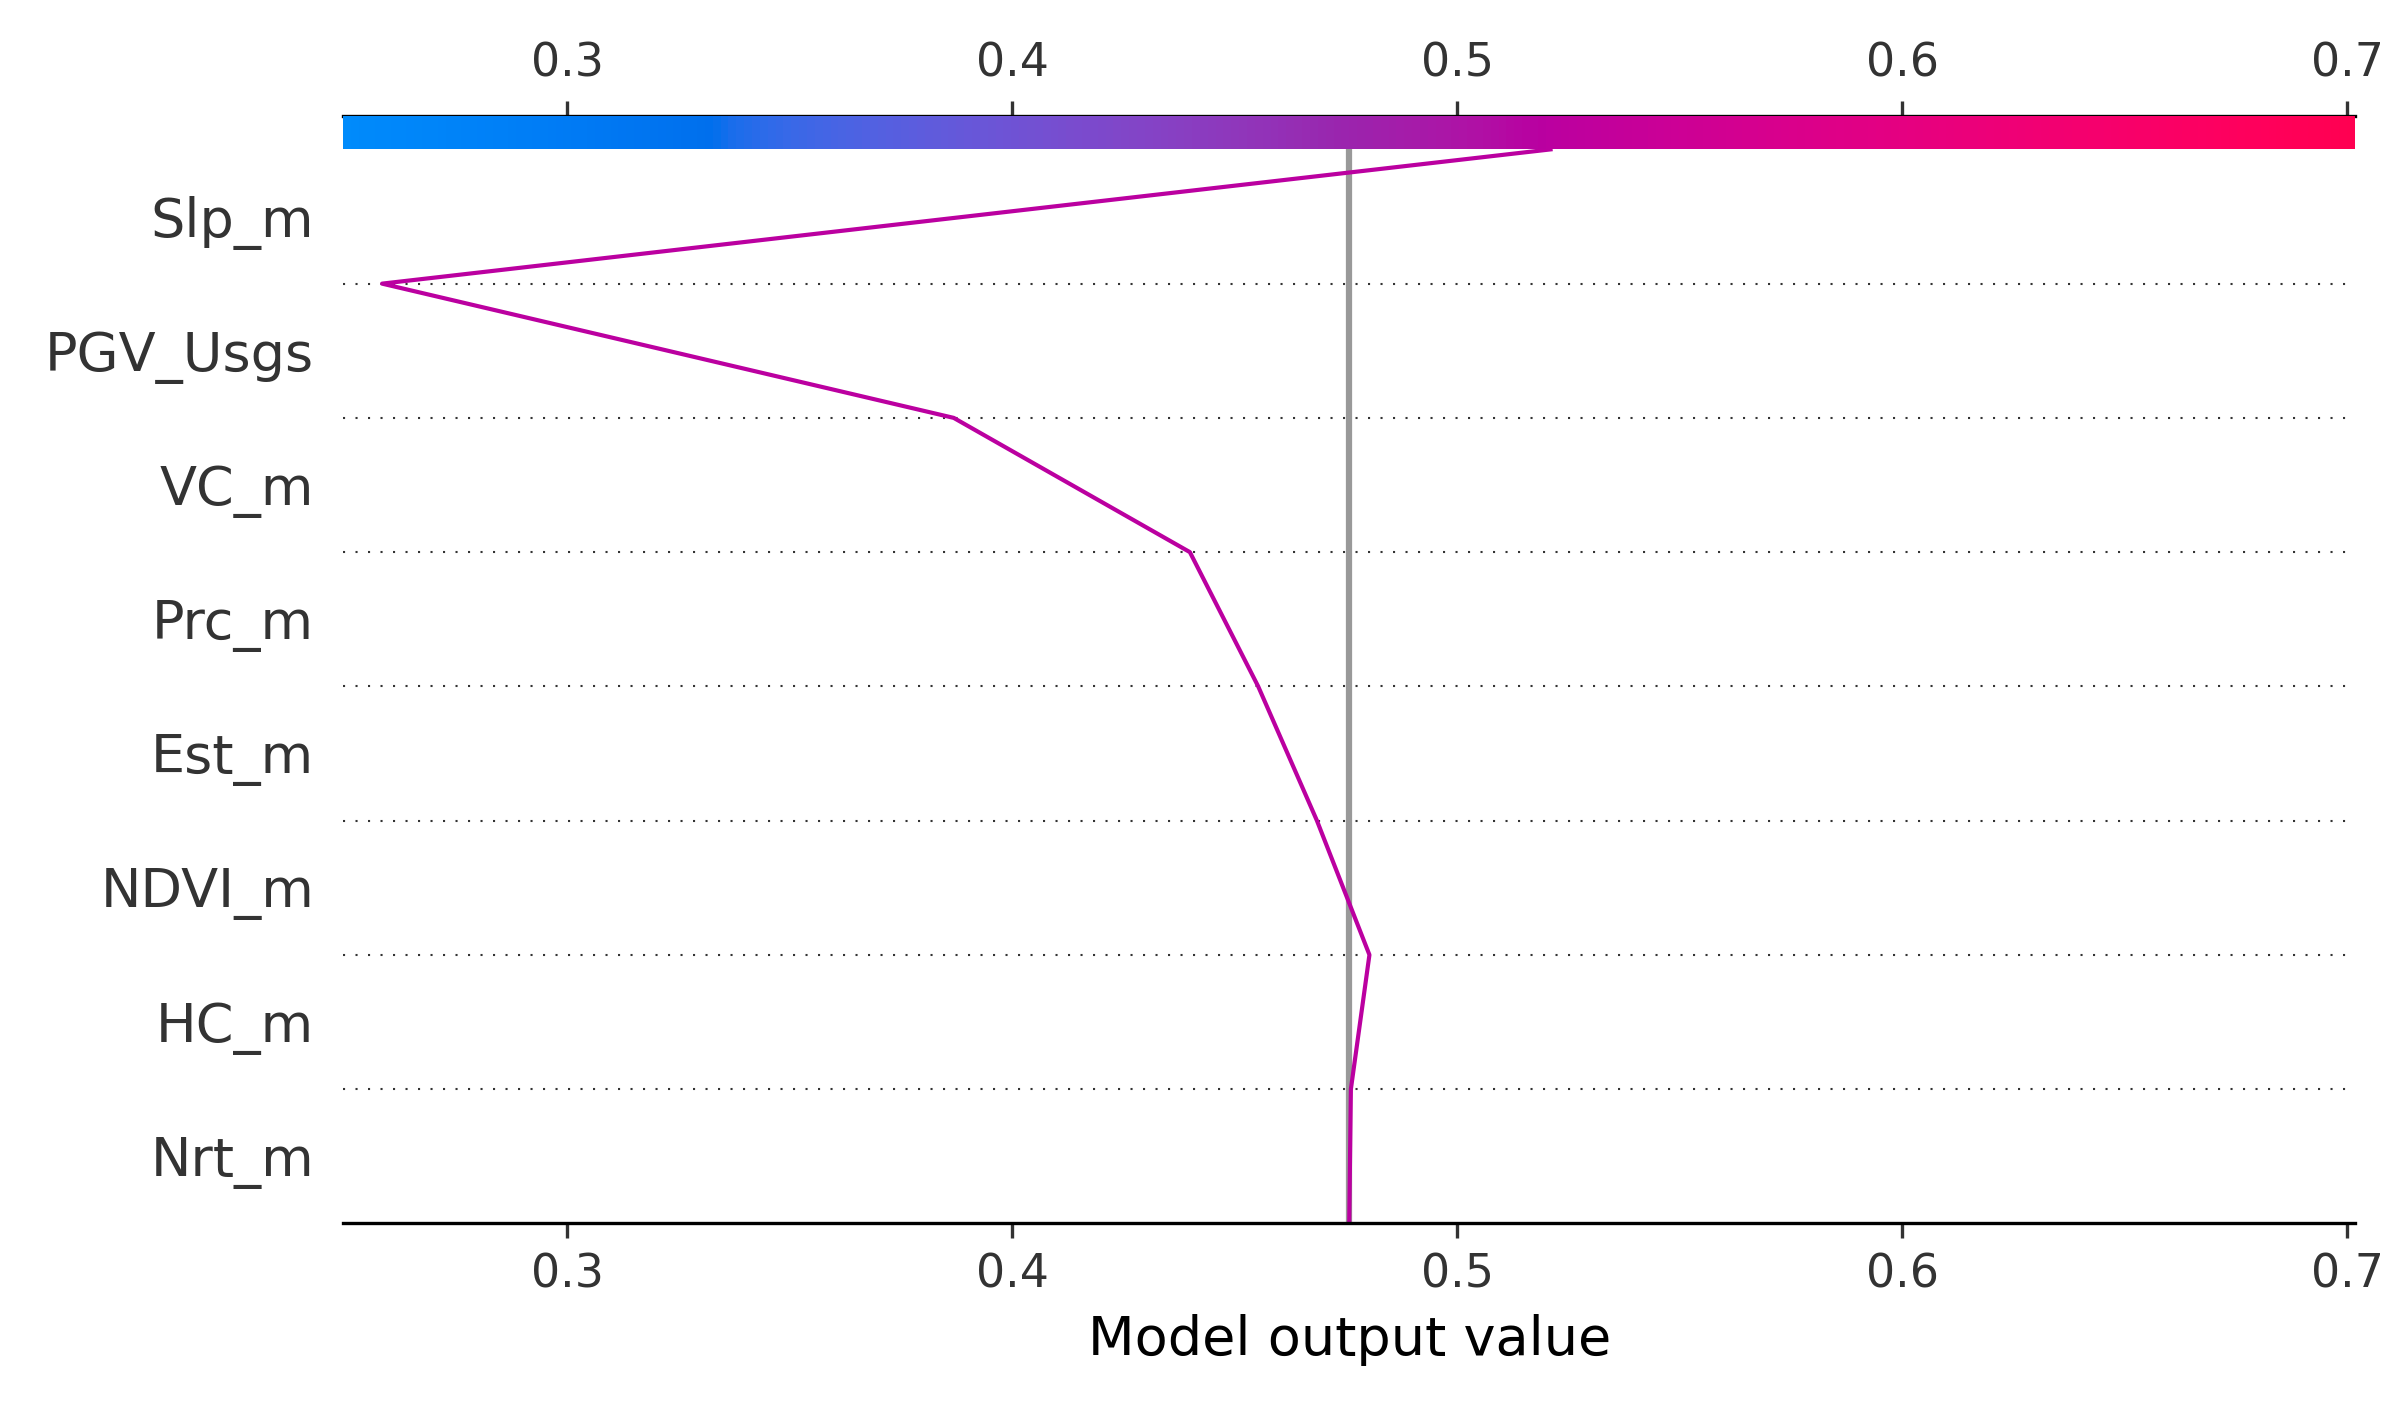 0.3 0.4 0.5 0.6 0.7
Slp_m
PGV_Usgs
VC_m
Prc_m
Est_m
NDVI_m
HC_m
Nrt_m
0.3 0.4 0.5 0.6 0.7
Model output value